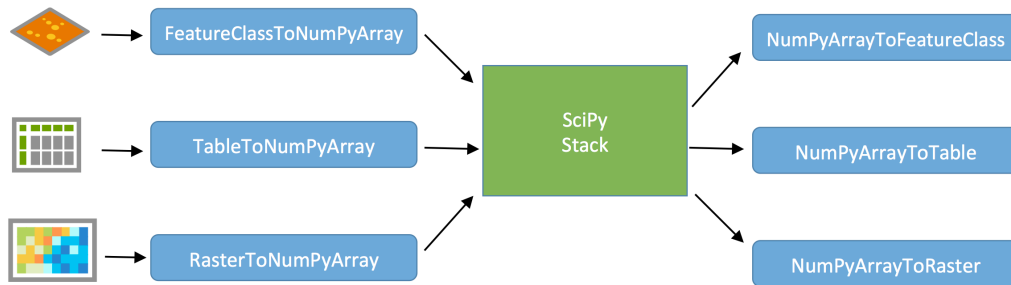 FeatureClassToNumPyArray
TableToNumPyArray
RasterToNumPyArray
SciPy
Stack
NumPyArrayToFeatureClass
NumPyArrayToTable
NumPyArrayToRaster